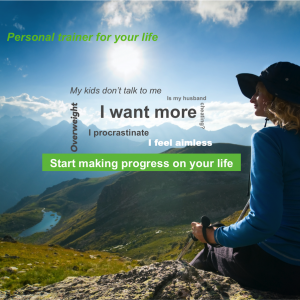 Personal trainer for your life
My kids don't talk to me
Is my husband
cheating?
Overweight
I want more
I procrastinate
I feel aimless
Start making progress on your life